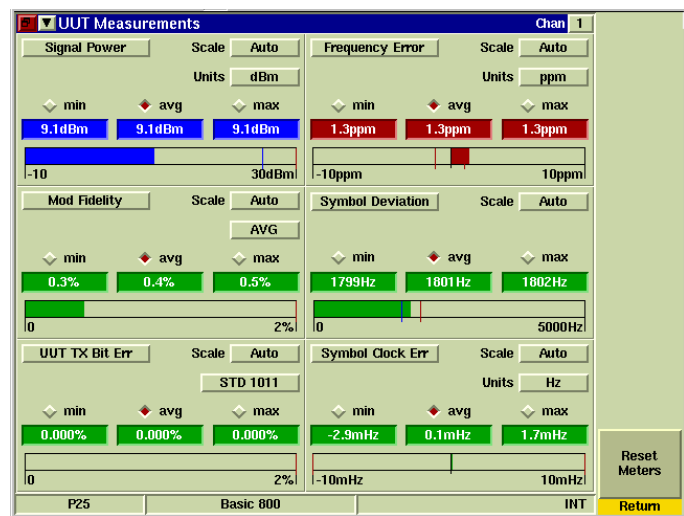 UUT Measurements Chan 1
Signal Power Scale Auto
Units dBm
min avg max
9.1dBm 9.1dBm 9.1dBm
-10 30dBm
Frequency Error Scale Auto
Units ppm
min avg max
1.3ppm 1.3ppm 1.3ppm
-10ppm 10ppm
Mod Fidelity Scale Auto
AVG
min avg max
0.3% 0.4% 0.5%
0 2%
Symbol Deviation Scale Auto
min avg max
1799Hz 1801Hz 1802Hz
0 5000Hz
UUT TX Bit Err Scale Auto
STD 1011
min avg max
0.000% 0.000% 0.000%
0 2%
Symbol Clock Err Scale Auto
Units Hz
min avg max
-2.9mHz 0.1mHz 1.7mHz
-10mHz 10mHz
Reset
Meters
P25 Basic 800 INT Return